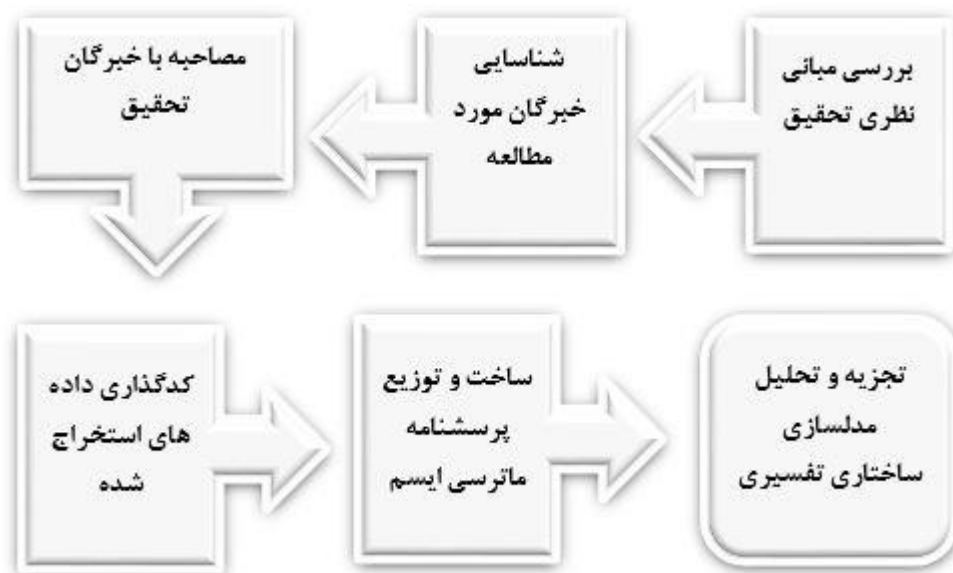 بررسی مبانی
نظری تحقیق
شناسایی
خبرگان مورد
مطالعه
مصاحبه با خبرگان
تحقیق
کدگذاری داده
های استخراج
شده
ساخت و توزیع
پرسشنامه
ماترسی ایسم
تجزیه و تحلیل
مدلسازی
ساختاری تفسیری